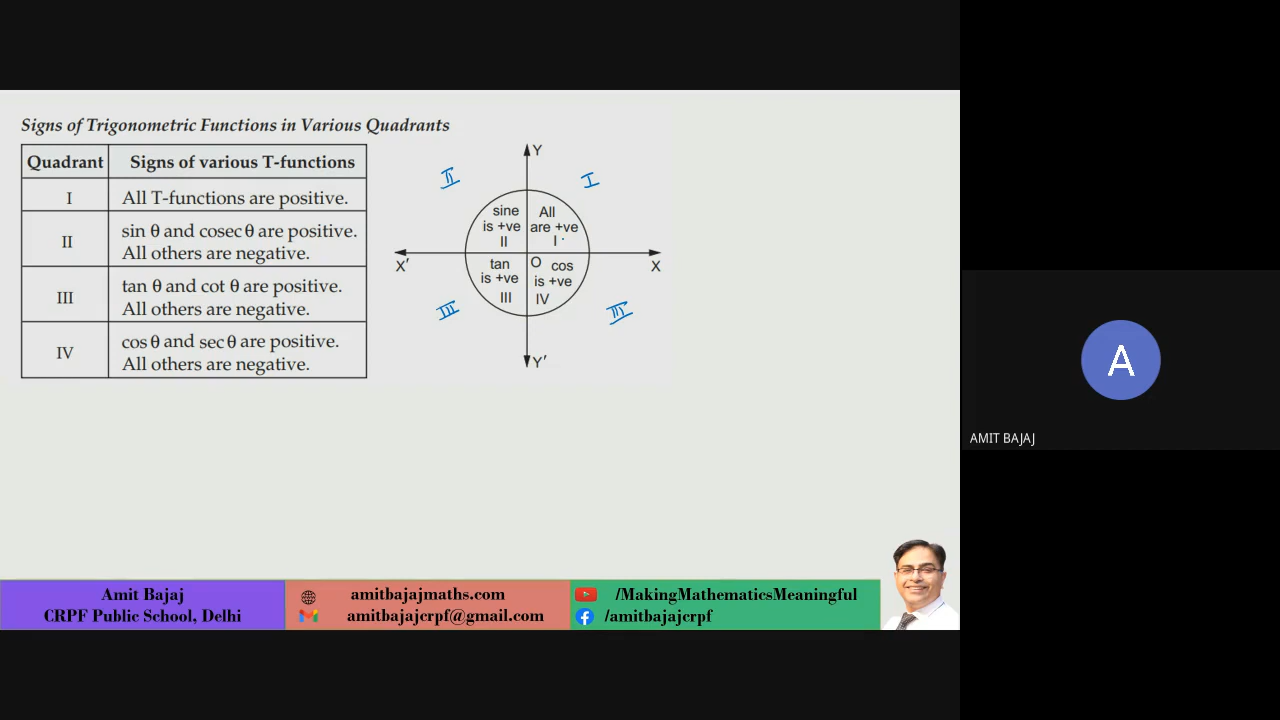 Signs of Trigonometric Functions in Various Quadrants
Quadrant Signs of various T-functions
I All T-functions are positive.
II sin θ and cosec θ are positive.
All others are negative.
III tan θ and cot θ are positive.
All others are negative.
IV cos θ and sec θ are positive.
All others are negative.
Y
II I
sine All
is +ve are +ve
II I
X′ O X
tan cos
is +ve is +ve
III IV
III
Y′
AMIT BAJAJ
A
Amit Bajaj
CRPF Public School, Delhi
amitbajajmaths.com
amitbajajcrpf@gmail.com
/MakingMathematicsMeaningful
/amitbajajcrpf